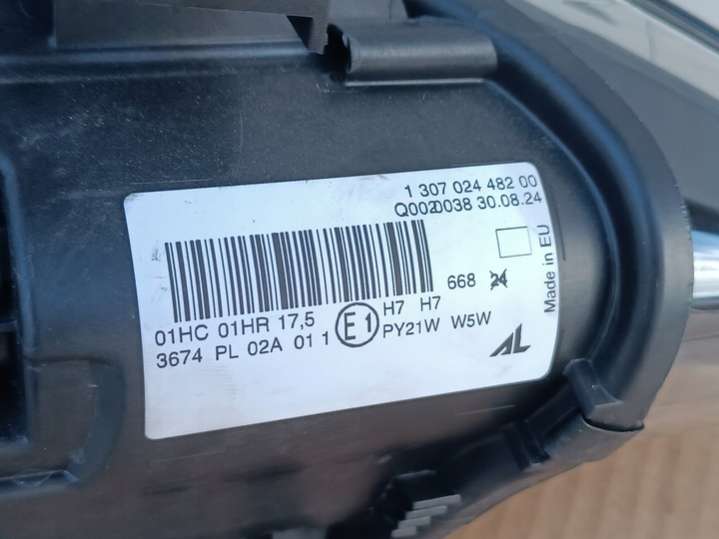 1 307 024 482 00
Q0020038 30.08.24
Made in EU
668 24
01HC 01HR 17,5
H7 H7
3674 PL 02A 01 1
E1
PY21W W5W
AL